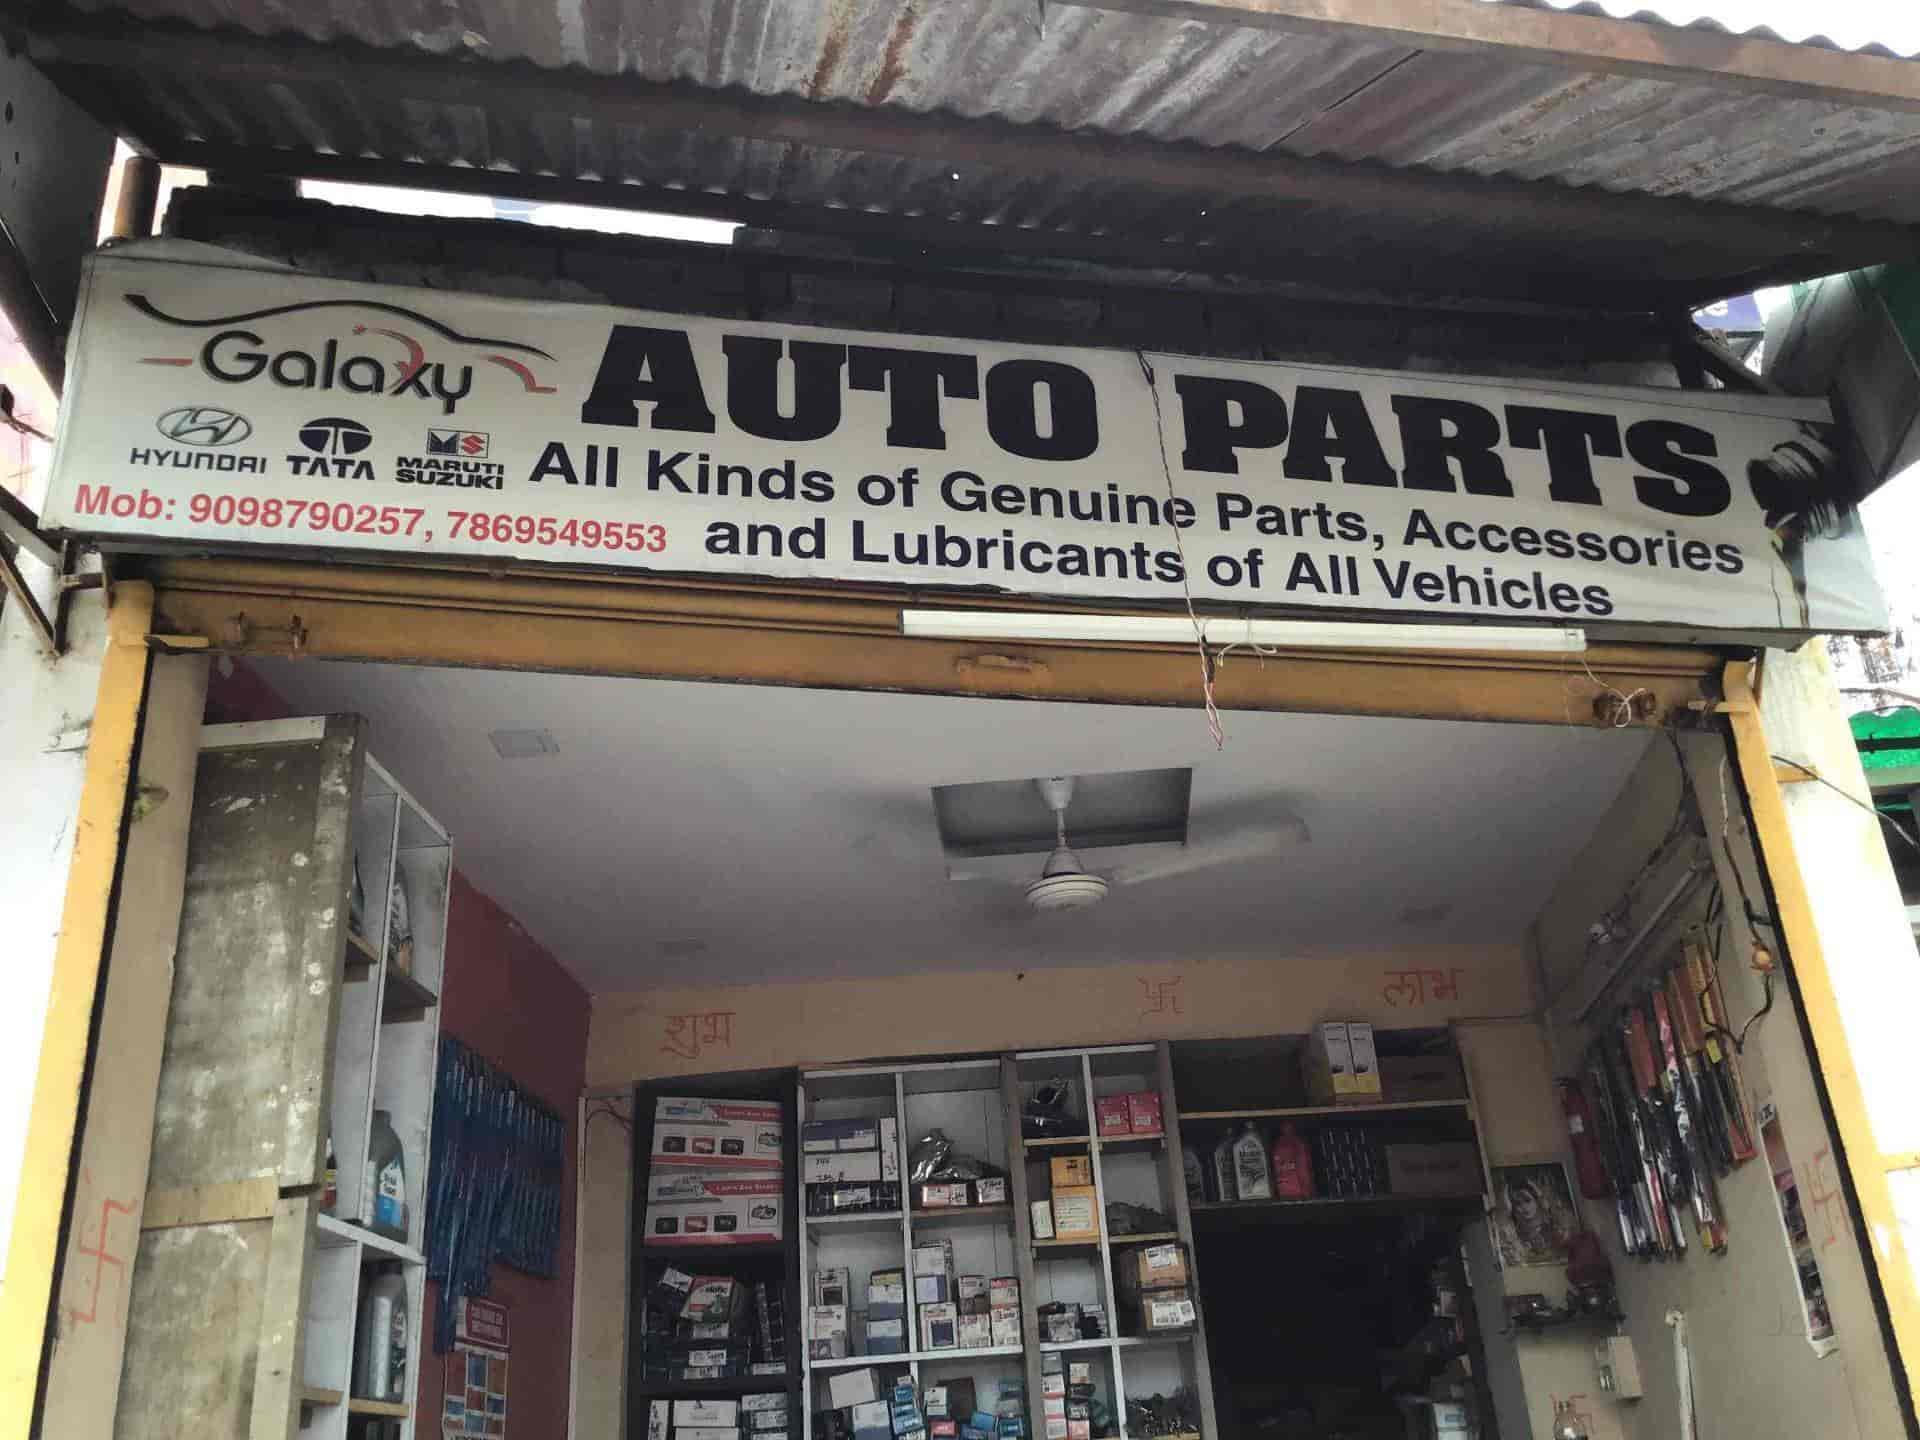 Galaxy
AUTO PARTS
HYUNDAI TATA MARUTI SUZUKI
All Kinds of Genuine Parts, Accessories
Mob: 9098790257, 7869549553
and Lubricants of All Vehicles
शुभ 卐 लाभ